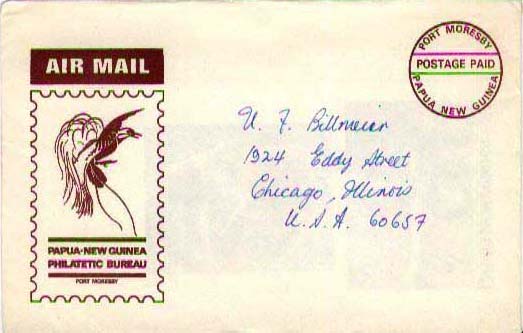 AIR MAIL
PAPUA-NEW GUINEA
PHILATETIC BUREAU
PORT MORESBY
PORT MORESBY
POSTAGE PAID
PAPUA NEW GUINEA
U. F. Billmeier
1924 Eddy Street
Chicago, Illinois
U.S.A. 60657